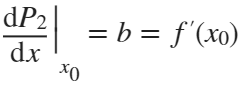 dP₂/dx |ₓ₀ = b = f′(x₀)